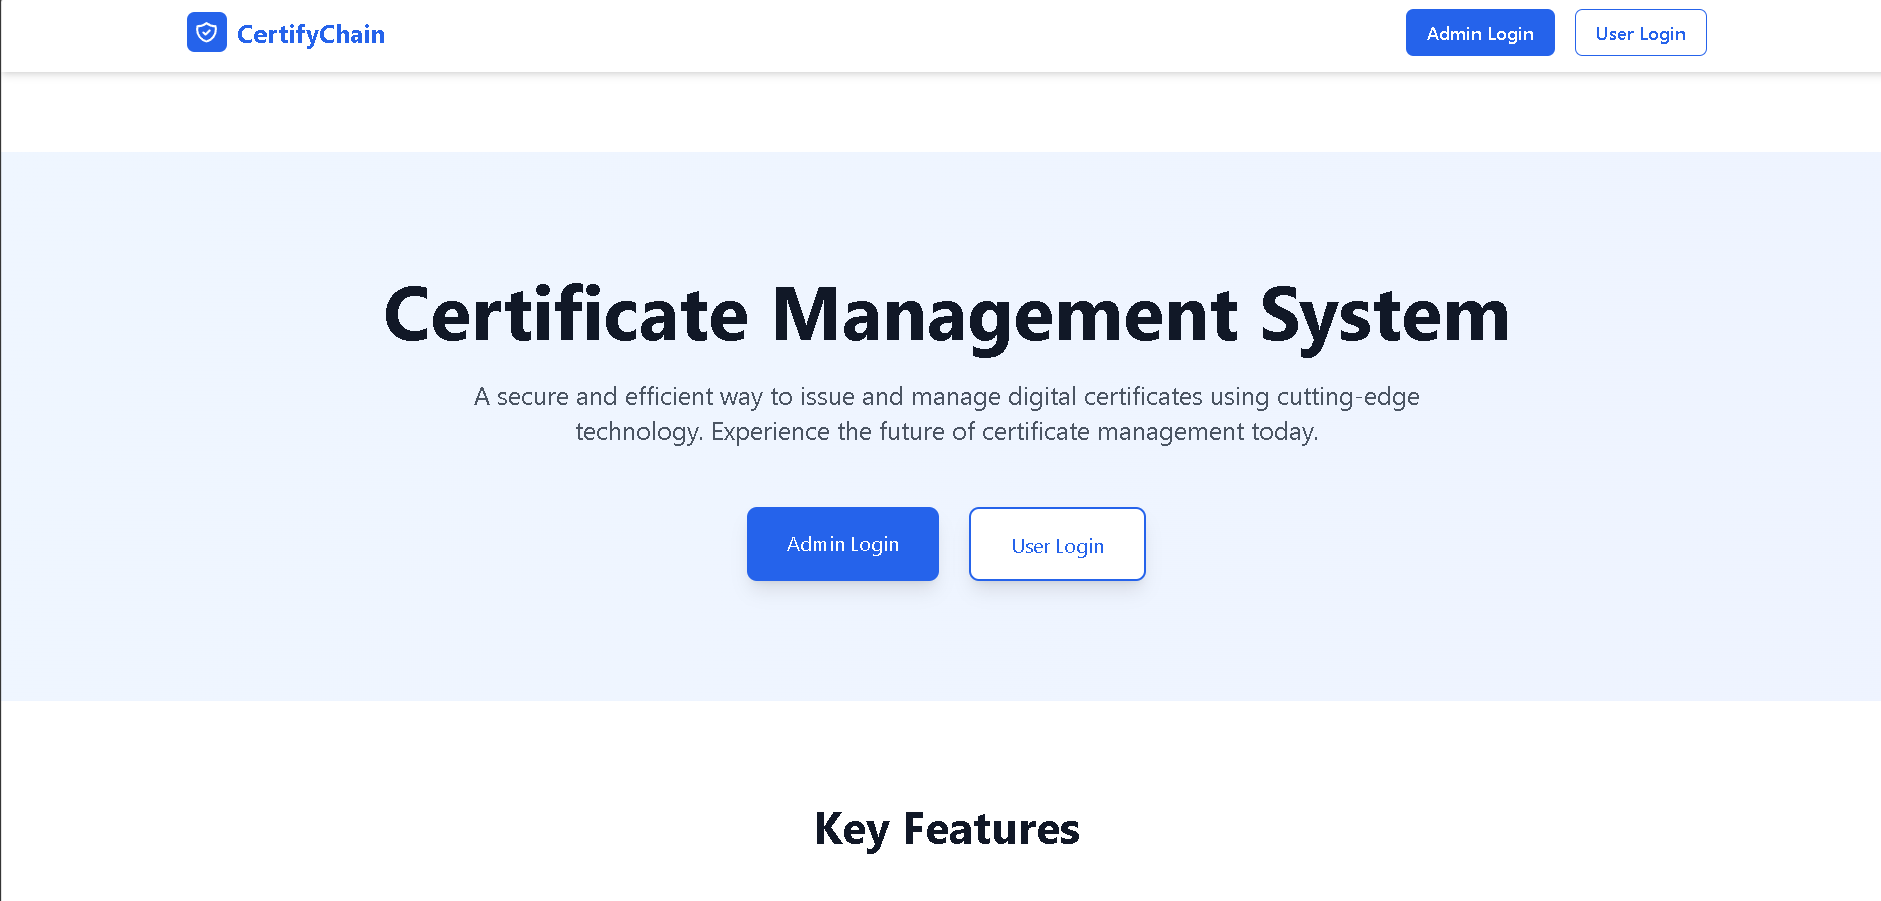 CertifyChain
Admin Login
User Login
Certificate Management System
A secure and efficient way to issue and manage digital certificates using cutting-edge
technology. Experience the future of certificate management today.
Admin Login
User Login
Key Features